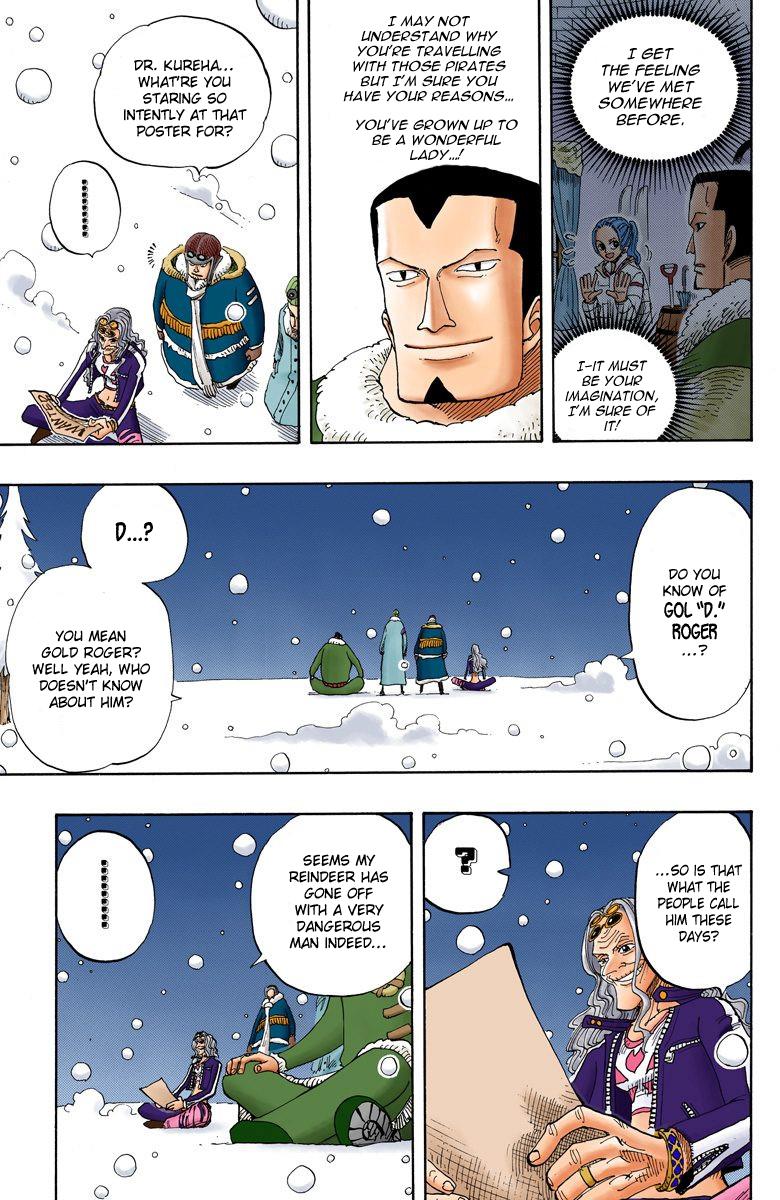 I GET
THE FEELING
WE'VE MET
SOMEWHERE
BEFORE.
I-IT MUST
BE YOUR
IMAGINATION,
I'M SURE OF
IT!
I MAY NOT
UNDERSTAND WHY
YOU'RE TRAVELLING
WITH THOSE PIRATES
BUT I'M SURE YOU
HAVE YOUR REASONS...
YOU'VE GROWN UP TO
BE A WONDERFUL
LADY...!
DR. KUREHA...
WHAT'RE YOU
STARING SO
INTENTLY AT THAT
POSTER FOR?
........
WANTED
DO YOU
KNOW OF
GOL "D."
ROGER
...?
D...?
YOU MEAN
GOLD ROGER?
WELL YEAH, WHO
DOESN'T KNOW
ABOUT HIM?
...SO IS THAT
WHAT THE
PEOPLE CALL
HIM THESE
DAYS?
?
SEEMS MY
REINDEER HAS
GONE OFF
WITH A VERY
DANGEROUS
MAN INDEED...
.........